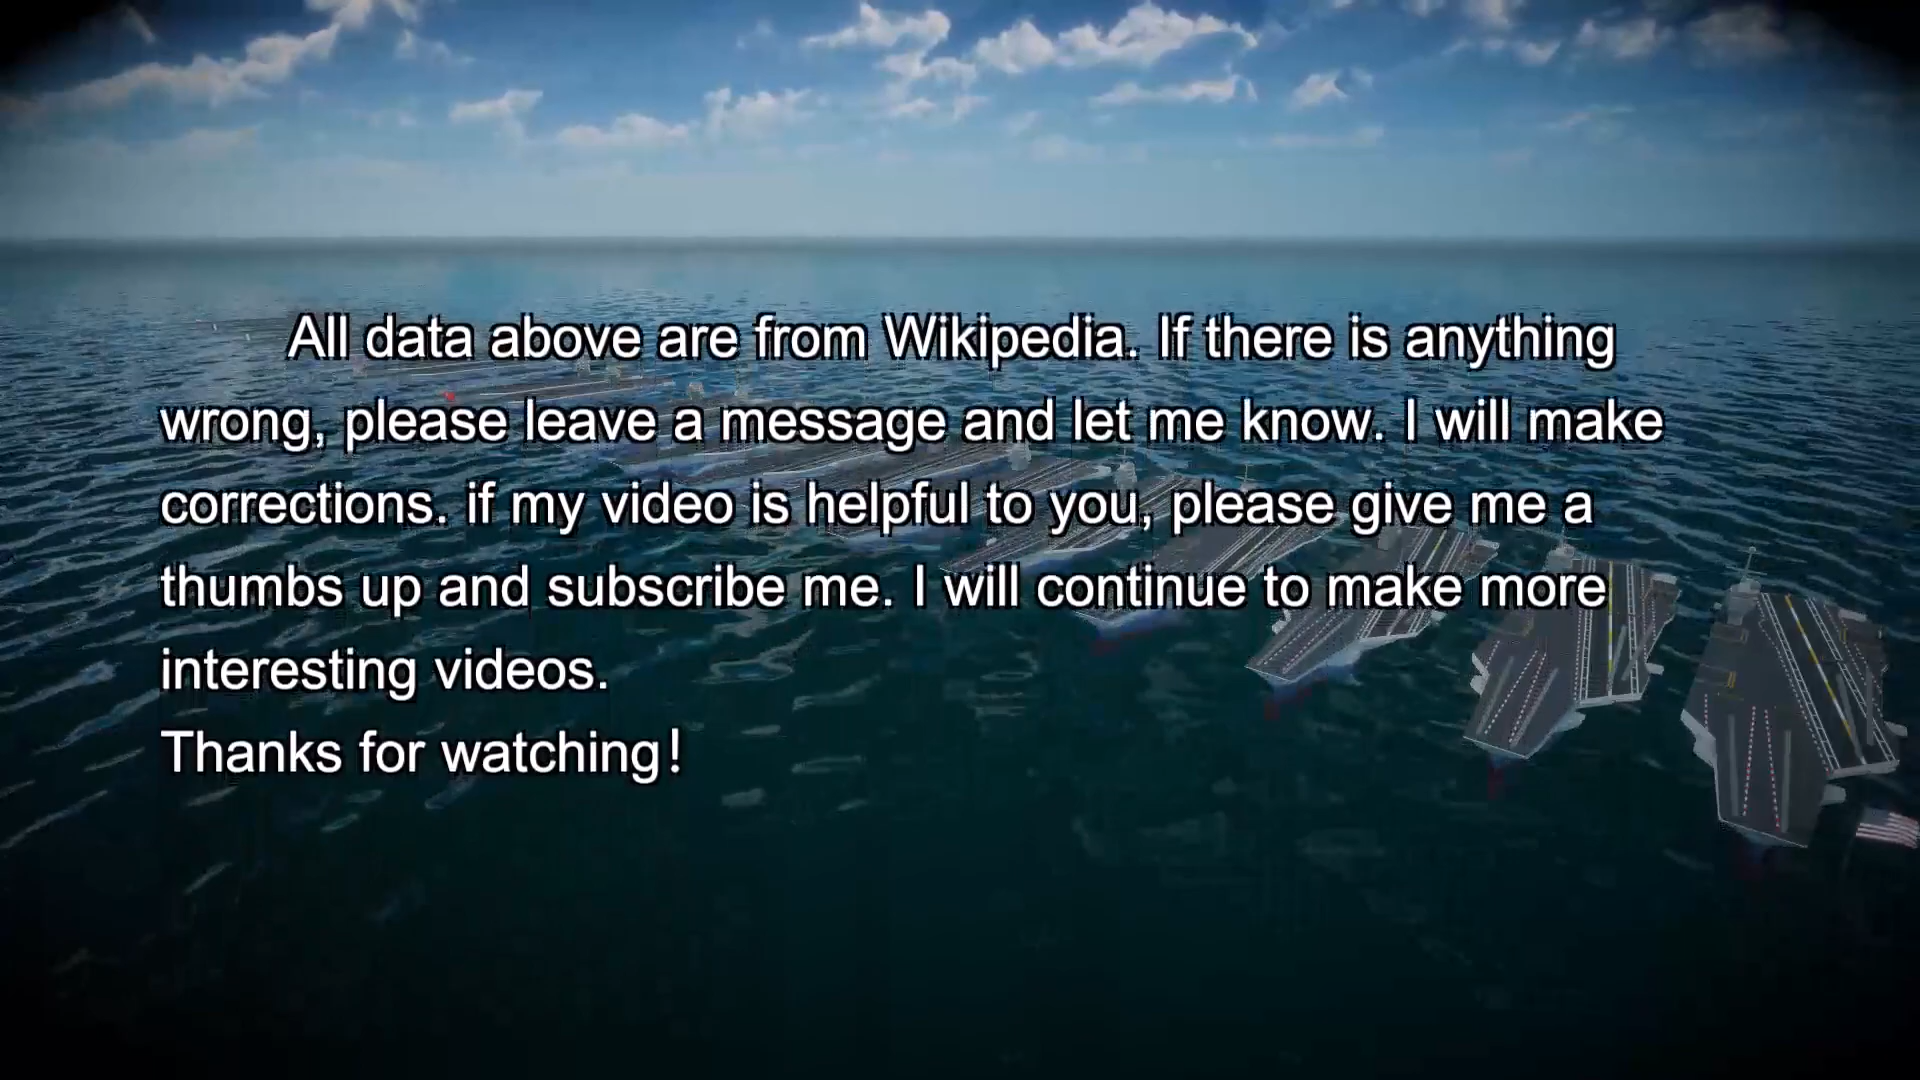 All data above are from Wikipedia. If there is anything
wrong, please leave a message and let me know. I will make
corrections. if my video is helpful to you, please give me a
thumbs up and subscribe me. I will continue to make more
interesting videos.
Thanks for watching!